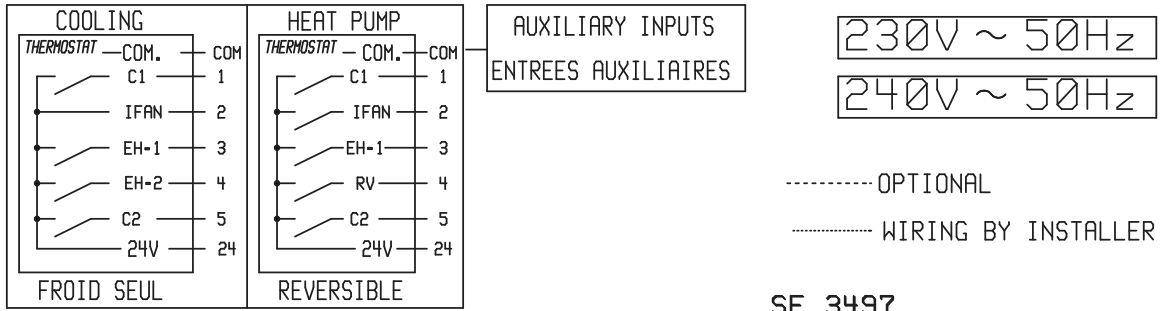 COOLING
THERMOSTAT COM. COM
C1 1
IFAN 2
EH-1 3
EH-2 4
C2 5
24V 24
FROID SEUL
HEAT PUMP
THERMOSTAT COM. COM
C1 1
IFAN 2
EH-1 3
RV 4
C2 5
24V 24
REVERSIBLE
AUXILIARY INPUTS
ENTREES AUXILIAIRES
230V ~ 50Hz
240V ~ 50Hz
OPTIONAL
WIRING BY INSTALLER
SE 3497